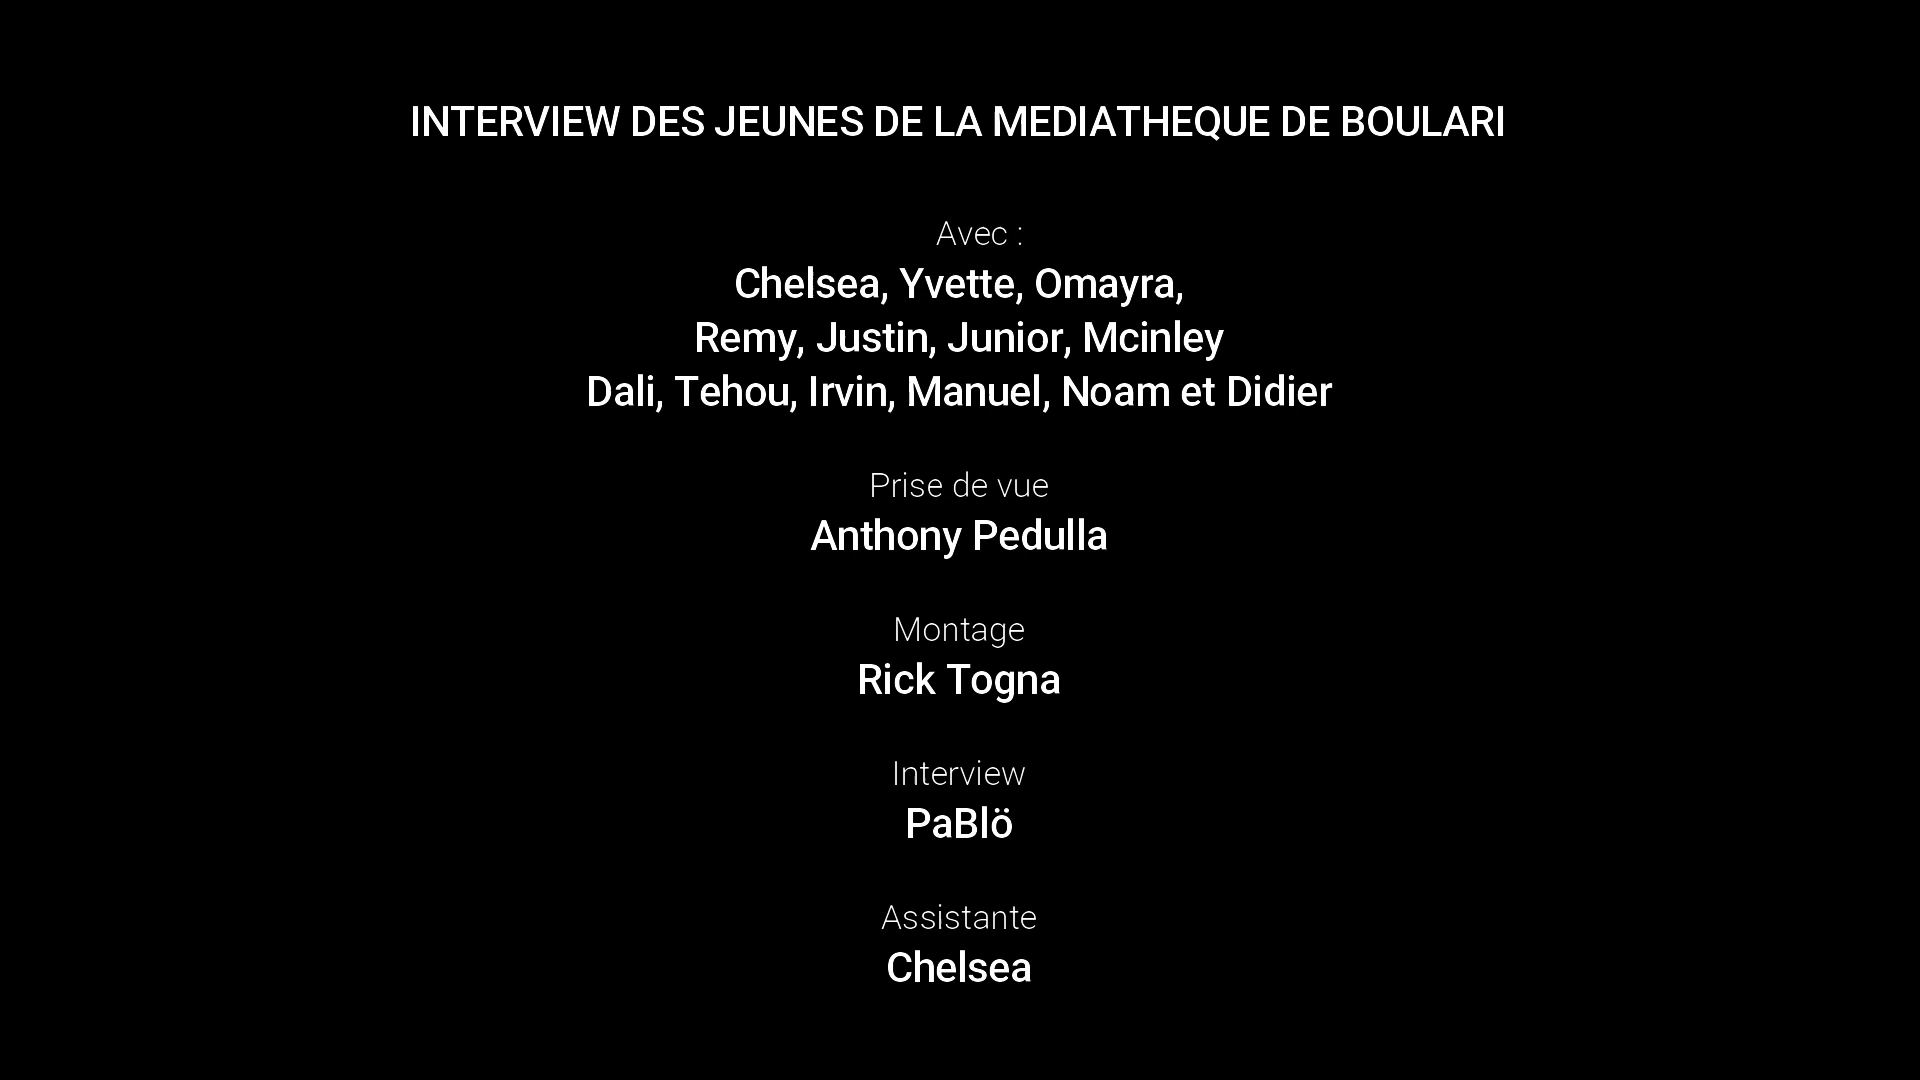 INTERVIEW DES JEUNES DE LA MEDIATHEQUE DE BOULARI
Avec :
Chelsea, Yvette, Omayra,
Remy, Justin, Junior, Mcinley
Dali, Tehou, Irvin, Manuel, Noam et Didier
Prise de vue
Anthony Pedulla
Montage
Rick Togna
Interview
PaBlö
Assistante
Chelsea